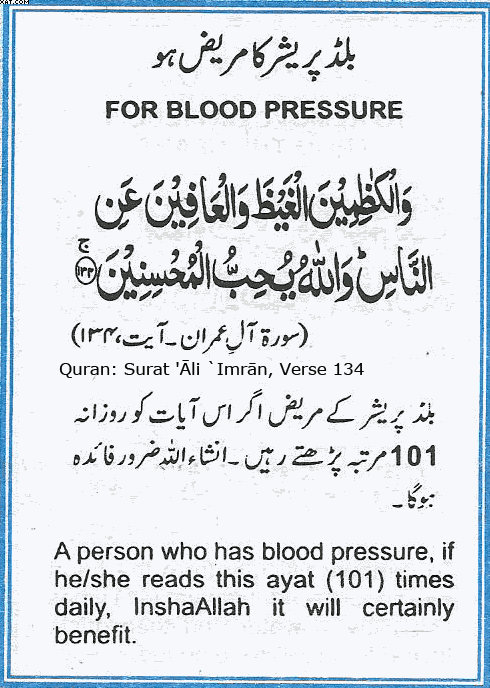 XAT.COM
بلڈ پریشر کا مریض ہو
FOR BLOOD PRESSURE
وَالْكٰظِمِيْنَ الْغَيْظَ وَالْعَافِيْنَ عَنِ
النَّاسِ ؕ وَاللّٰهُ يُحِبُّ الْمُحْسِنِيْنَ ۚ ﴿۱۳۴﴾
(سورۃ آلِ عمران۔ آیت، ۱۳۴)
Quran: Surat 'Āli `Imrān, Verse 134
بلڈ پریشر کے مریض اگر اس آیات کو روزانہ
101 مرتبہ پڑھتے رہیں۔ انشاء اللہ ضرور فائدہ
ہوگا۔
A person who has blood pressure, if
he/she reads this ayat (101) times
daily, InshaAllah it will certainly
benefit.